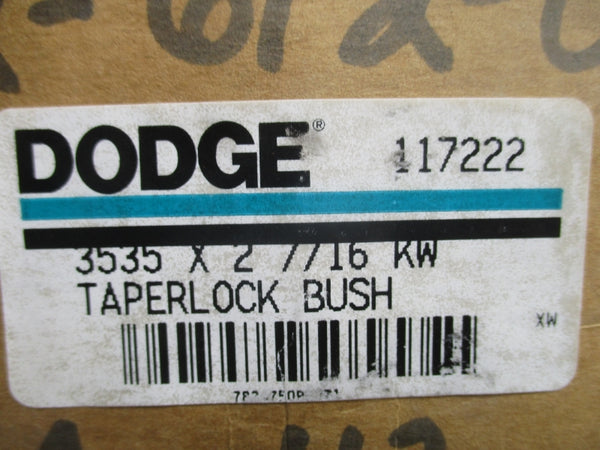 DODGE® 117222
3535 X 2 7/16 KW
TAPERLOCK BUSH
XW